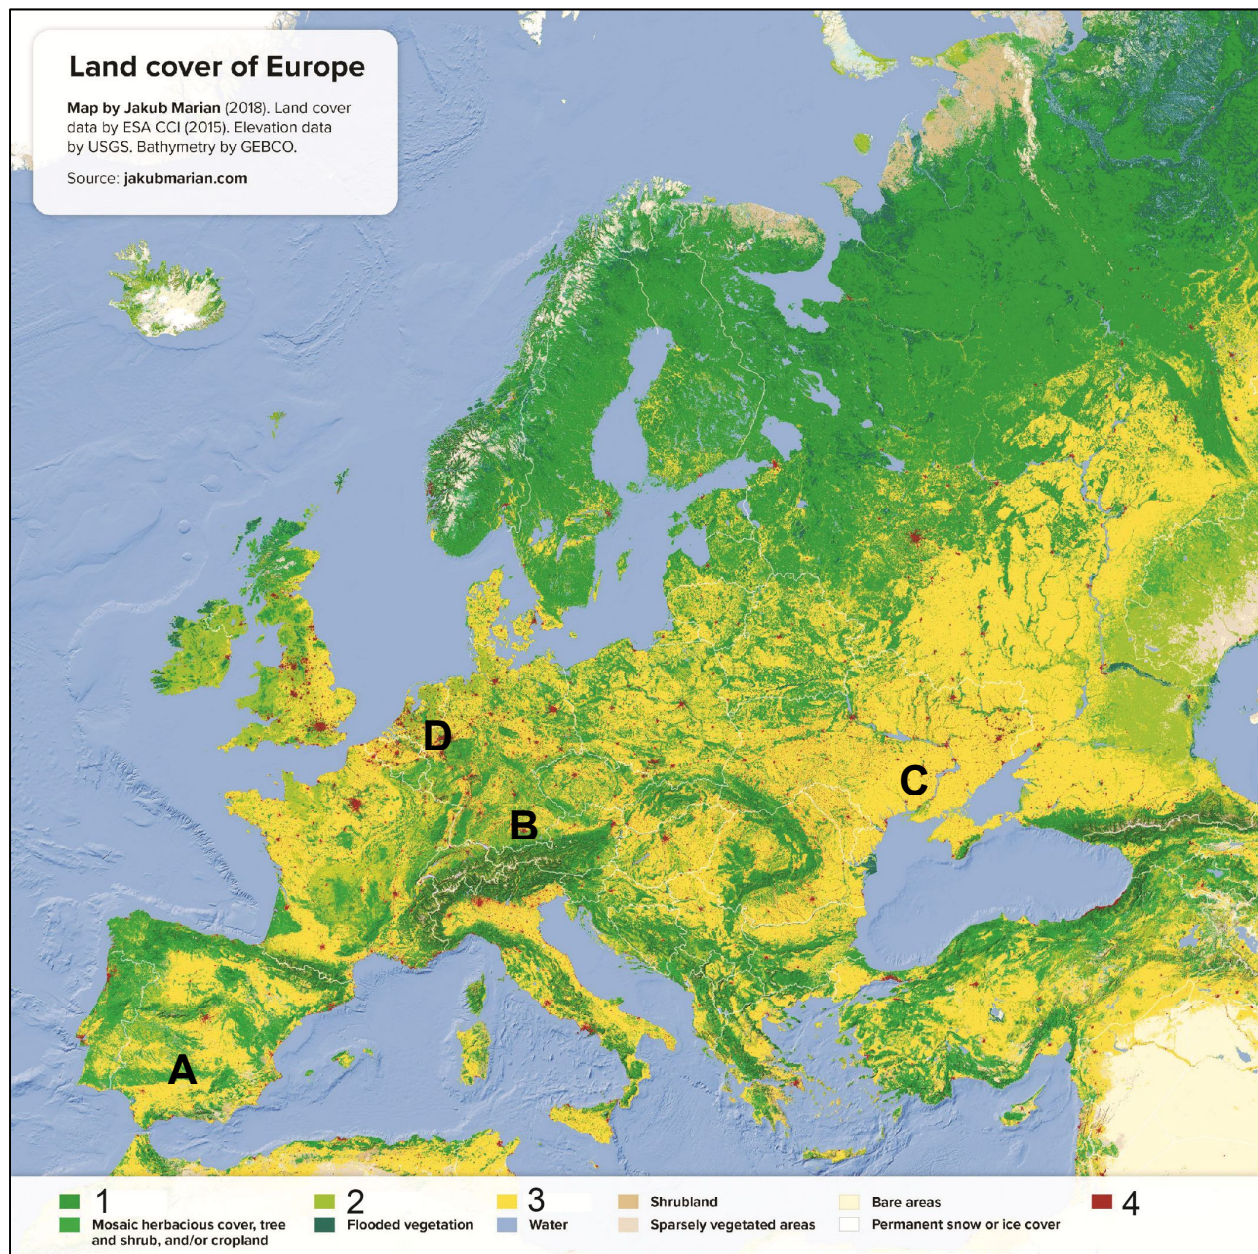 Land cover of Europe
Map by Jakub Marian (2018). Land cover
data by ESA CCI (2015). Elevation data
by USGS. Bathymetry by GEBCO.
Source: jakubmarian.com
D
C
B
A
1
2
3
Shrubland
Bare areas
4
Mosaic herbacious cover, tree
and shrub, and/or cropland
Flooded vegetation
Water
Sparsely vegetated areas
Permanent snow or ice cover